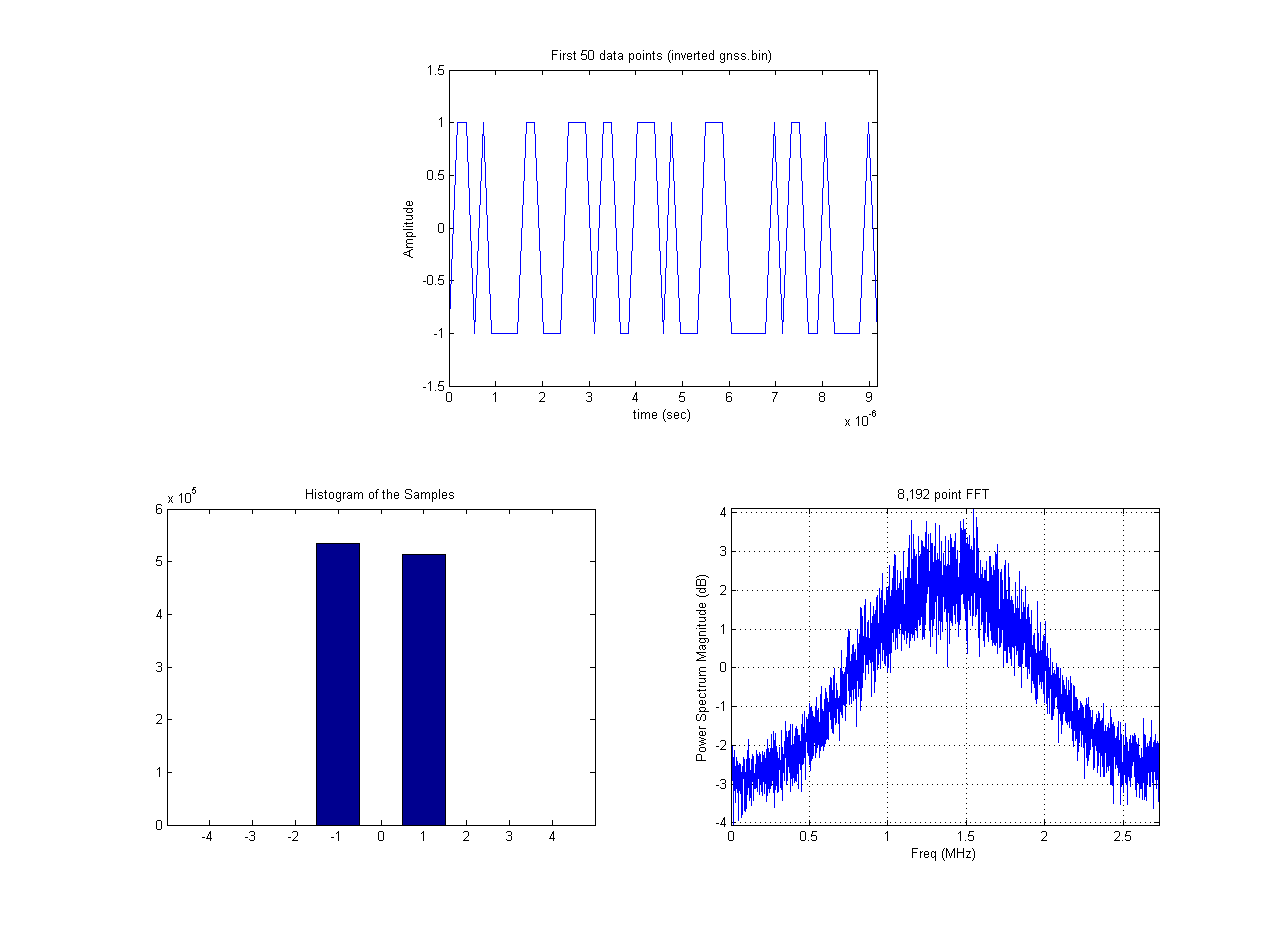 First 50 data points (inverted gnss.bin)
1.5
1
0.5
0
-0.5
-1
-1.5
Amplitude
0 1 2 3 4 5 6 7 8 9
time (sec)
x 10^-6
Histogram of the Samples
x 10^5
6
5
4
3
2
1
0
-4 -3 -2 -1 0 1 2 3 4
8,192 point FFT
4
3
2
1
0
-1
-2
-3
-4
Power Spectrum Magnitude (dB)
0 0.5 1 1.5 2 2.5
Freq (MHz)